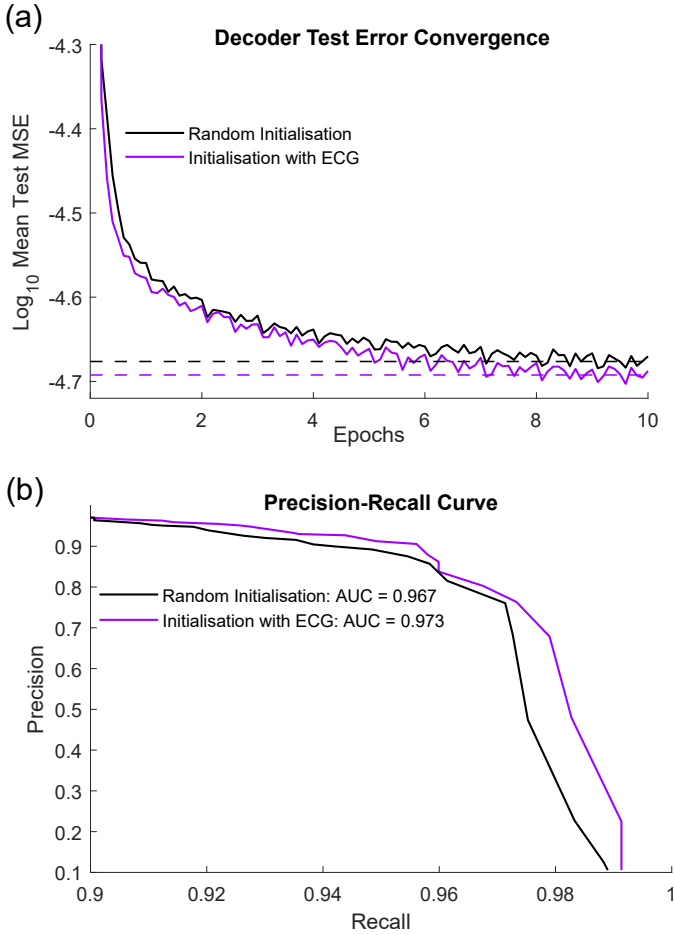 (a)
Decoder Test Error Convergence
-4.3
-4.4
-4.5
-4.6
-4.7
Log10 Mean Test MSE
Random Initialisation
Initialisation with ECG
0
2
4
6
8
10
Epochs
(b)
Precision-Recall Curve
0.9
0.8
0.7
0.6
0.5
0.4
0.3
0.2
0.1
Precision
Random Initialisation: AUC = 0.967
Initialisation with ECG: AUC = 0.973
0.9
0.92
0.94
0.96
0.98
1
Recall